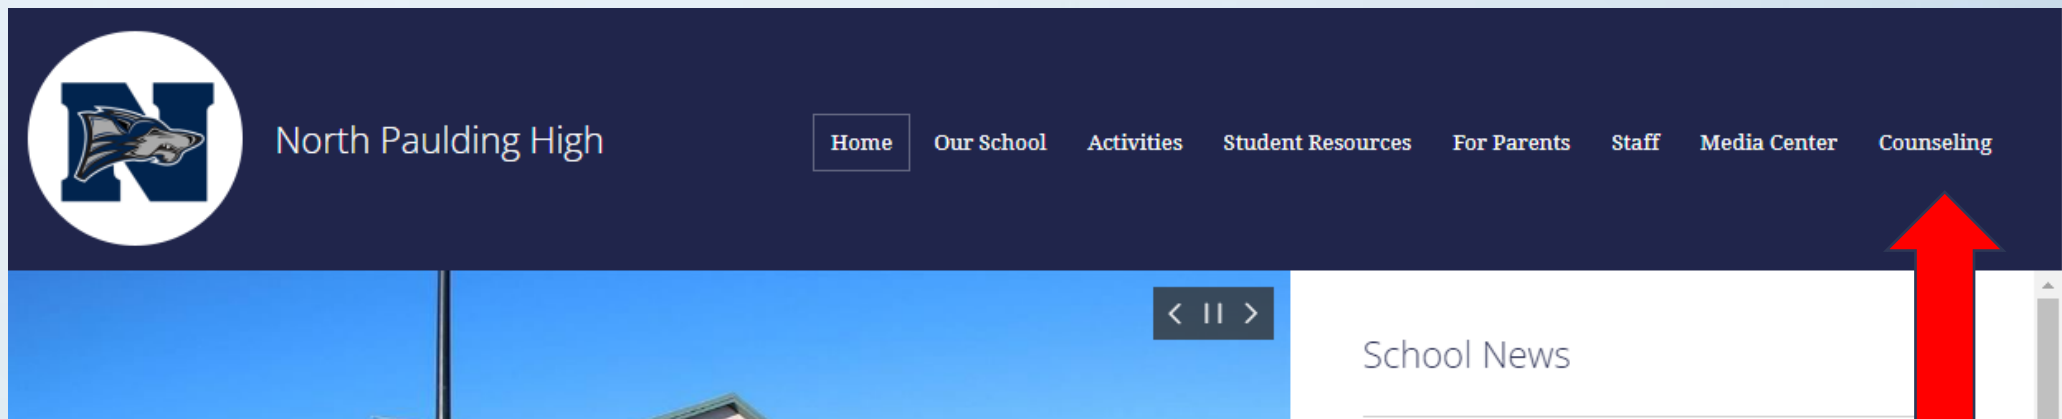 N
North Paulding High
Home Our School Activities Student Resources For Parents Staff Media Center Counseling
School News